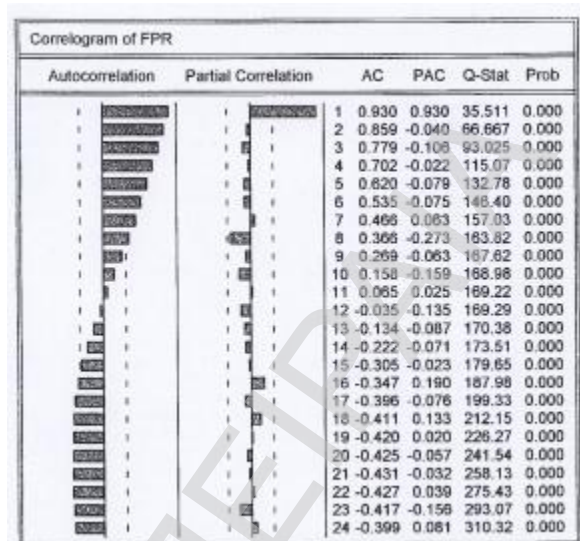 Correlogram of FPR
Autocorrelation Partial Correlation AC PAC Q-Stat Prob
1 0.930 0.930 35.511 0.000
2 0.859 -0.040 66.667 0.000
3 0.779 -0.106 93.025 0.000
4 0.702 -0.022 115.07 0.000
5 0.620 -0.079 132.78 0.000
6 0.535 -0.075 146.40 0.000
7 0.466 0.063 157.03 0.000
8 0.366 -0.273 163.82 0.000
9 0.269 -0.063 167.62 0.000
10 0.158 -0.159 168.98 0.000
11 0.065 0.025 169.22 0.000
12 -0.035 -0.135 169.29 0.000
13 -0.134 -0.087 170.38 0.000
14 -0.222 -0.071 173.51 0.000
15 -0.305 -0.023 179.65 0.000
16 -0.347 0.190 187.98 0.000
17 -0.396 -0.076 199.33 0.000
18 -0.411 0.133 212.15 0.000
19 -0.420 0.020 226.27 0.000
20 -0.425 -0.057 241.54 0.000
21 -0.431 -0.032 258.13 0.000
22 -0.427 0.039 275.43 0.000
23 -0.417 -0.156 293.07 0.000
24 -0.399 0.081 310.32 0.000